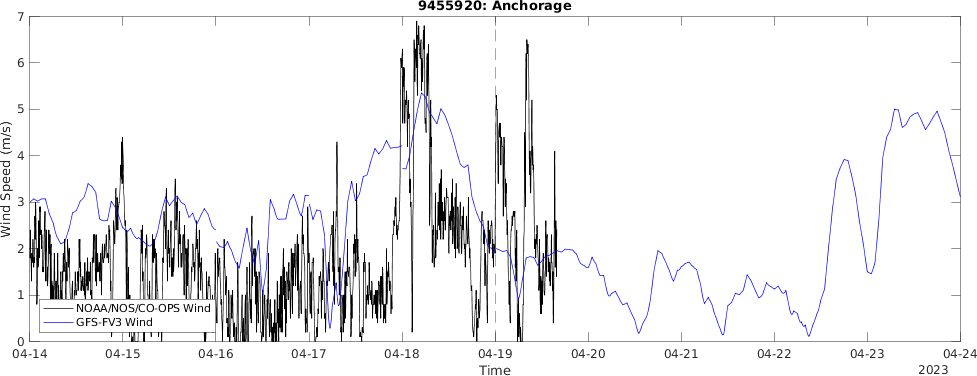 9455920: Anchorage
7
6
5
4
3
2
1
0
Wind Speed (m/s)
NOAA/NOS/CO-OPS Wind
GFS-FV3 Wind
04-14 04-15 04-16 04-17 04-18 04-19 04-20 04-21 04-22 04-23 04-24
Time
2023